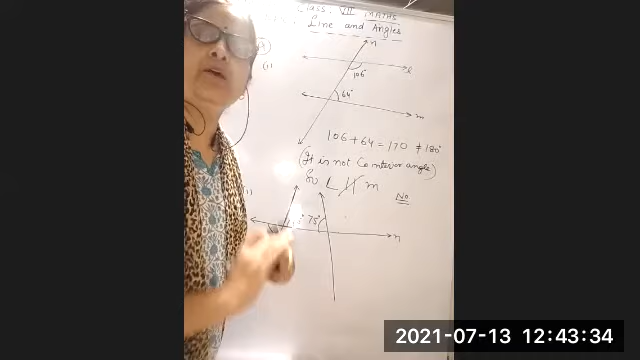 Class VII MATHS
Line and Angles
n
(i)
l
106°
64°
m
106+64 = 170 ≠ 180°
(It is not Co interior angle)
So L ∦ m
No
75°
n
2021-07-13 12:43:34